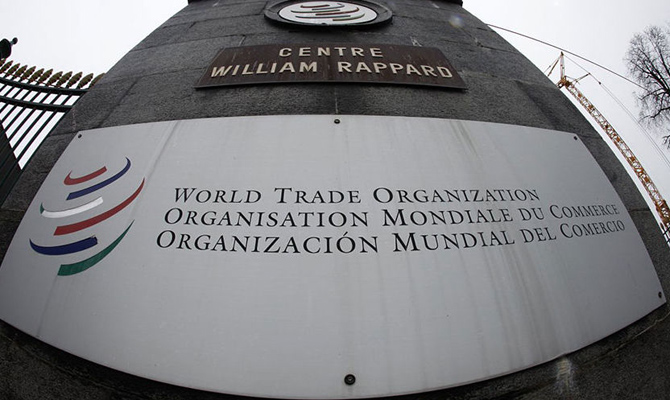 CENTRE
WILLIAM RAPPARD
WORLD TRADE ORGANIZATION
ORGANISATION MONDIALE DU COMMERCE
ORGANIZACIÓN MUNDIAL DEL COMERCIO